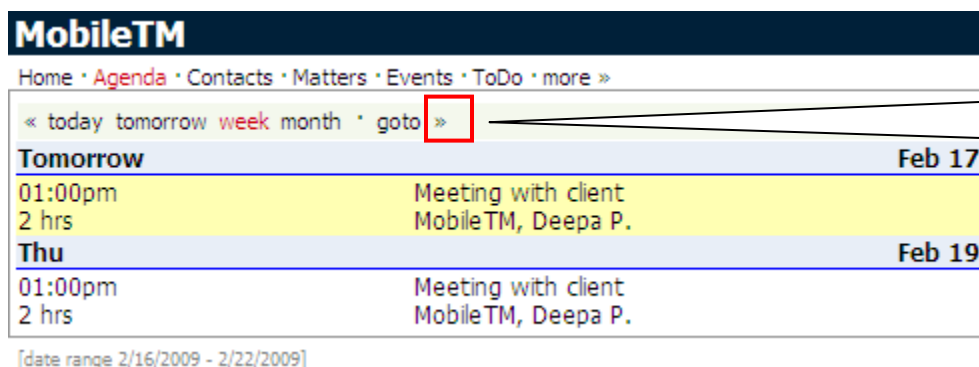 MobileTM
Home · Agenda · Contacts · Matters · Events · ToDo · more »
« today tomorrow week month · goto »
Tomorrow Feb 17
01:00pm Meeting with client
2 hrs MobileTM, Deepa P.
Thu Feb 19
01:00pm Meeting with client
2 hrs MobileTM, Deepa P.
[date range 2/16/2009 - 2/22/2009]